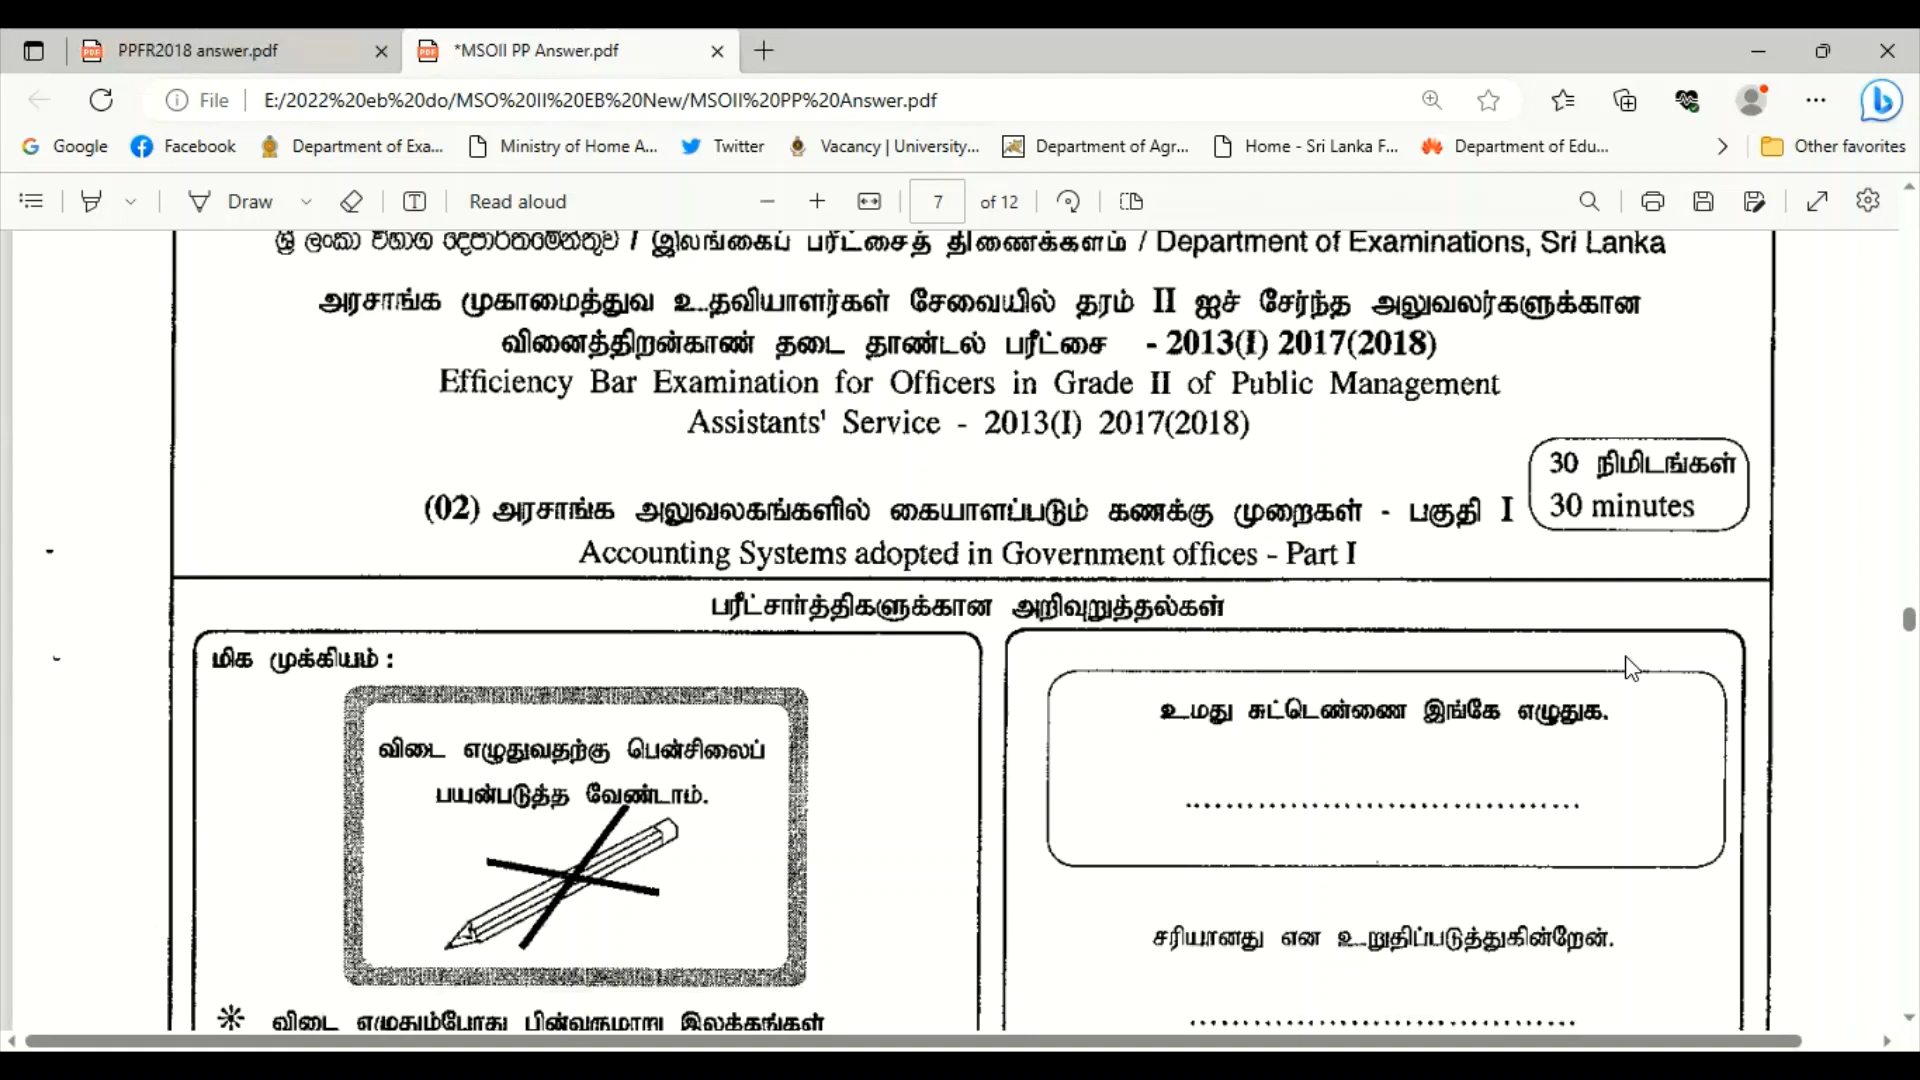 PPFR2018 answer.pdf
*MSOII PP Answer.pdf
File
E:/2022%20eb%20do/MSO%20II%20EB%20New/MSOII%20PP%20Answer.pdf
Google
Facebook
Department of Exa...
Ministry of Home A...
Twitter
Vacancy | University...
Department of Agr...
Home - Sri Lanka F...
Department of Edu...
Other favorites
Draw
Read aloud
7 of 12
ශ්‍රී ලංකා විභාග දෙපාර්තමේන්තුව / இலங்கைப் பரீட்சைத் திணைக்களம் / Department of Examinations, Sri Lanka
அரசாங்க முகாமைத்துவ உதவியாளர்கள் சேவையில் தரம் II ஐச் சேர்ந்த அலுவலர்களுக்கான
வினைத்திறன்காண் தடை தாண்டல் பரீட்சை - 2013(I) 2017(2018)
Efficiency Bar Examination for Officers in Grade II of Public Management
Assistants' Service - 2013(I) 2017(2018)
30 நிமிடங்கள்
30 minutes
(02) அரசாங்க அலுவலகங்களில் கையாளப்படும் கணக்கு முறைகள் - பகுதி I
Accounting Systems adopted in Government offices - Part I
பரீட்சார்த்திகளுக்கான அறிவுறுத்தல்கள்
மிக முக்கியம் :
விடை எழுதுவதற்கு பென்சிலைப்
பயன்படுத்த வேண்டாம்.
உமது சுட்டெண்ணை இங்கே எழுதுக.
சரியானது என உறுதிப்படுத்துகின்றேன்.
விடை எழுதும்போது பின்வருமாறு இலக்கங்கள்